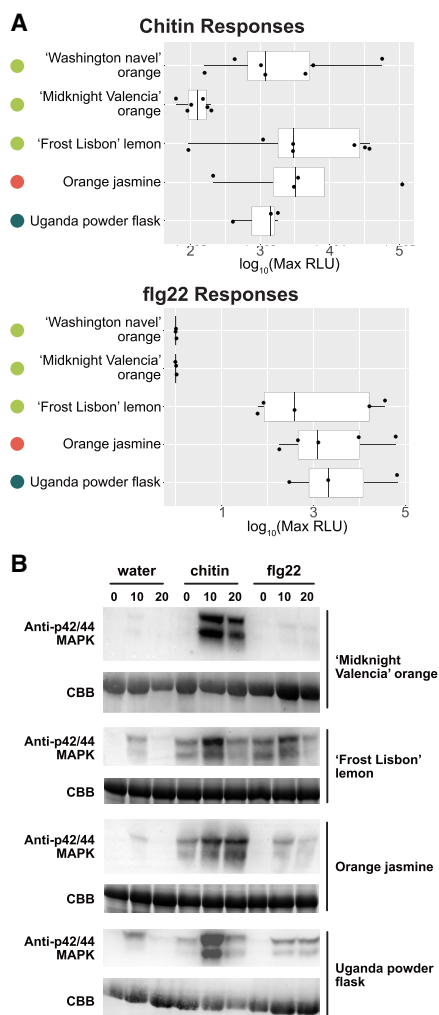 A
Chitin Responses
'Washington navel'
orange
'Midknight Valencia'
orange
'Frost Lisbon' lemon
Orange jasmine
Uganda powder flask
2 3 4 5
log10(Max RLU)
flg22 Responses
'Washington navel'
orange
'Midknight Valencia'
orange
'Frost Lisbon' lemon
Orange jasmine
Uganda powder flask
1 3 5
log10(Max RLU)
B
water chitin flg22
0 10 20 0 10 20 0 10 20
Anti-p42/44
MAPK
CBB
'Midknight
Valencia' orange
Anti-p42/44
MAPK
CBB
'Frost Lisbon'
lemon
Anti-p42/44
MAPK
CBB
Orange jasmine
Anti-p42/44
MAPK
CBB
Uganda powder
flask